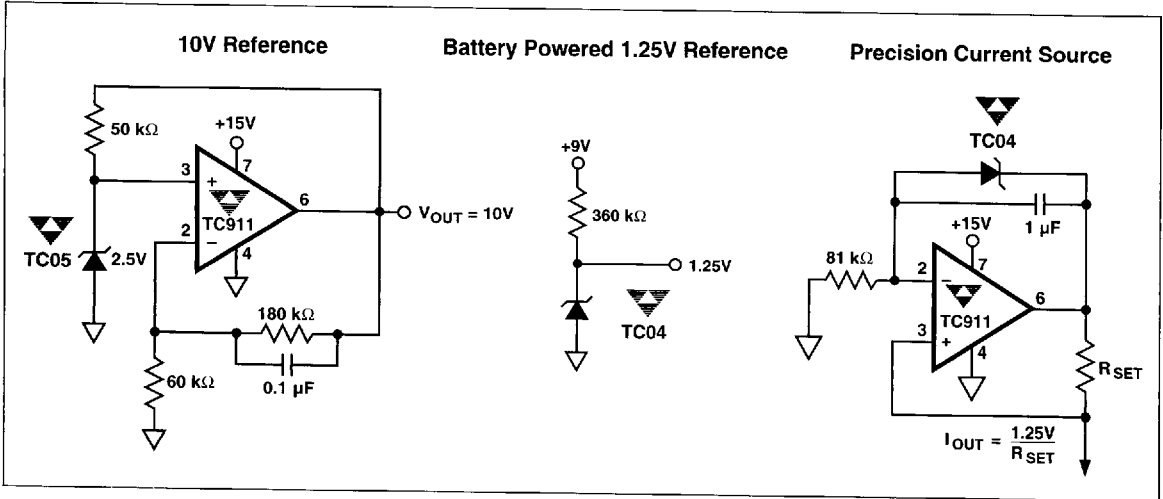 10V Reference
50 kΩ
+15V
7
3
+
6
TC911
2
−
4
TC05
2.5V
VOUT = 10V
180 kΩ
0.1 µF
60 kΩ
Battery Powered 1.25V Reference
+9V
360 kΩ
1.25V
TC04
Precision Current Source
TC04
1 µF
+15V
7
81 kΩ
2
−
6
TC911
3
+
4
RSET
IOUT = 1.25V
RSET